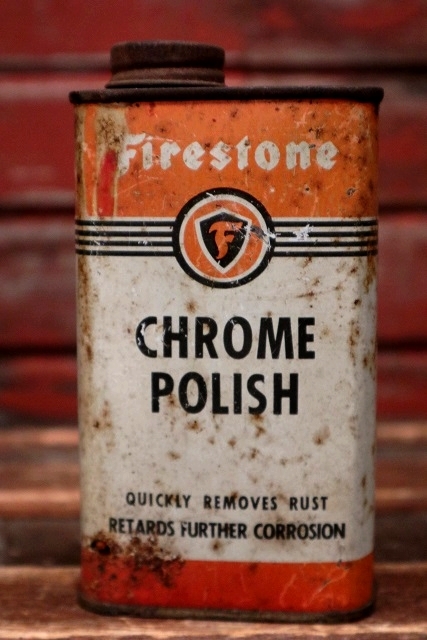 Firestone
F
CHROME
POLISH
QUICKLY REMOVES RUST
RETARDS FURTHER CORROSION